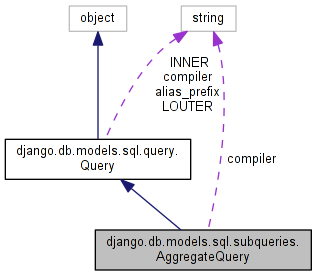 object
string
INNER
compiler
alias_prefix
LOUTER
django.db.models.sql.query.
Query
compiler
django.db.models.sql.subqueries.
AggregateQuery